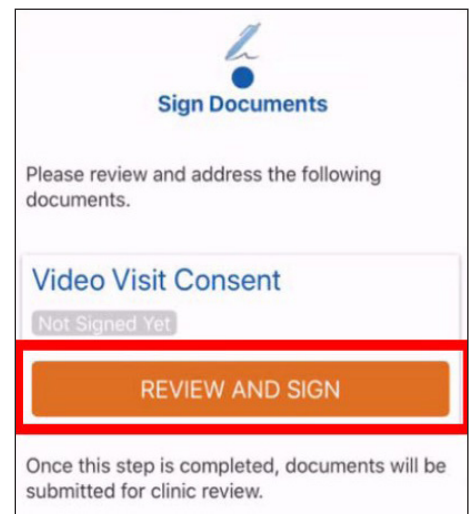 Sign Documents
Please review and address the following
documents.
Video Visit Consent
Not Signed Yet
REVIEW AND SIGN
Once this step is completed, documents will be
submitted for clinic review.